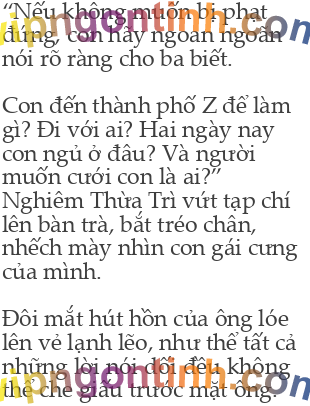 “Nếu không muốn bị phạt
đứng, con hãy ngoan ngoãn
nói rõ ràng cho ba biết.
Con đến thành phố Z để làm
gì? Đi với ai? Hai ngày nay
con ngủ ở đâu? Và người
muốn cưới con là ai?”
Nghiêm Thừa Trì vứt tạp chí
lên bàn trà, bắt tréo chân,
nhếch mày nhìn con gái cưng
của mình.
Đôi mắt hút hồn của ông lóe
lên vẻ lạnh lẽo, như thể tất cả
những lời nói dối đều không
thể che giấu trước mặt ông.